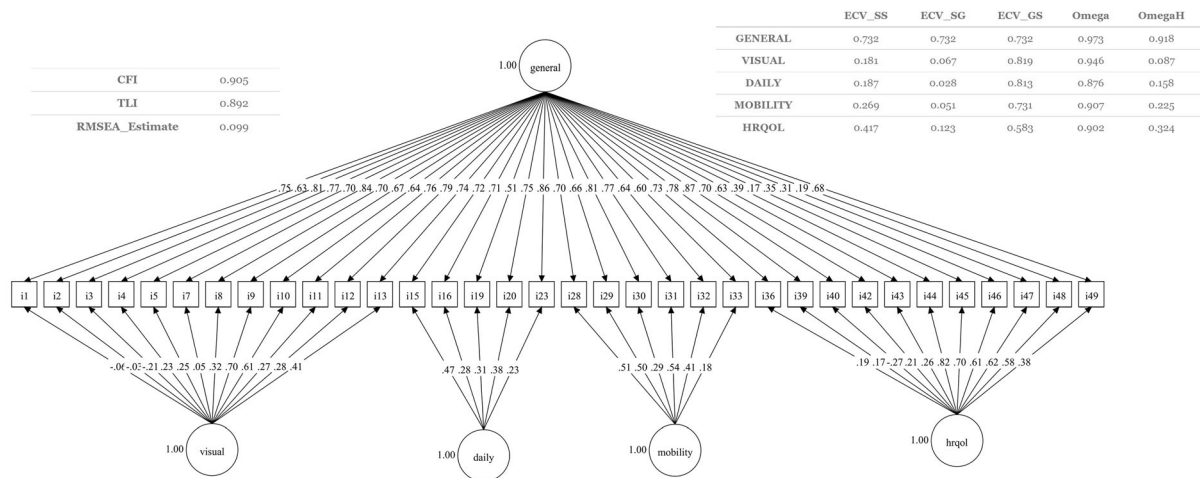 ECV_SS ECV_SG ECV_GS Omega OmegaH
GENERAL 0.732 0.732 0.732 0.973 0.918
VISUAL 0.181 0.067 0.819 0.946 0.087
DAILY 0.187 0.028 0.813 0.876 0.158
MOBILITY 0.269 0.051 0.731 0.907 0.225
HRQOL 0.417 0.123 0.583 0.902 0.324
CFI 0.905
TLI 0.892
RMSEA_Estimate 0.099
1.00 general
.75 .63 .81 .77 .70 .84 .70 .67 .64 .76 .79 .74 .72 .71 .51 .75 .86 .70 .66 .81 .77 .64 .60 .73 .78 .87 .70 .63 .39 .17 .35 .31 .19 .68
i1 i2 i3 i4 i5 i7 i8 i9 i10 i11 i12 i13 i15 i16 i19 i20 i23 i28 i29 i30 i31 i32 i33 i36 i39 i40 i42 i43 i44 i45 i46 i47 i48 i49
-.06 -.03 -.21 .23 .25 .05 .32 .70 .61 .27 .28 .41
.47 .28 .31 .38 .23
.51 .50 .29 .54 .41 .18
.19 .17 -.27 .21 .26 .82 .70 .61 .62 .58 .38
1.00 visual
1.00 daily
1.00 mobility
1.00 hrqol